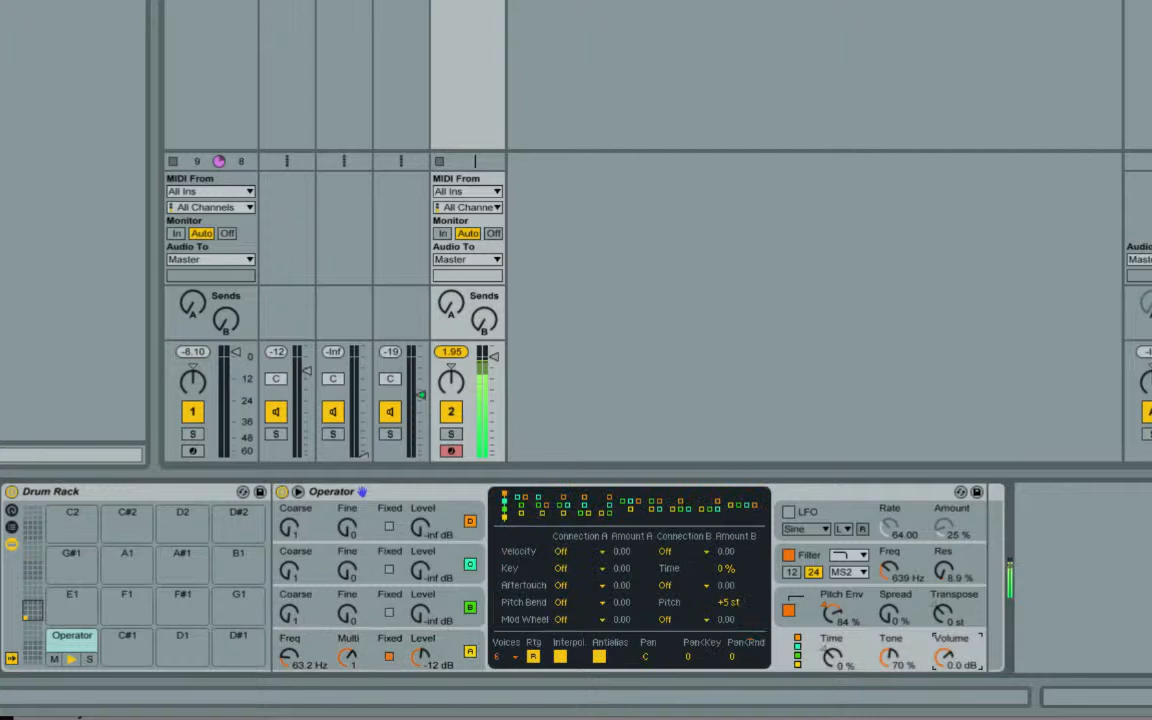 9 8
MIDI From MIDI From
All Ins All Ins
All Channels All Channe
Monitor Monitor
In Auto Off In Auto Off
Audio To Audio To Audio
Master Master Mast
Sends Sends
A B A B
-8.10 0 -12 -Inf -19 1.95
12 C C C
24
1 2
36
S S S S S
48
60
Drum Rack Operator
C2 C#2 D2 D#2
G#1 A1 A#1 B1
E1 F1 F#1 G1
Operator C#1 D1 D#1
M S
Coarse Fine Fixed Level
1 0 -inf dB D
Coarse Fine Fixed Level
1 0 -inf dB C
Coarse Fine Fixed Level
1 0 -inf dB B
Freq Multi Fixed Level
63.2 Hz 1 -12 dB A
Connection A Amount A Connection B Amount B
Velocity Off 0.00 Off 0.00
Key Off 0.00 Time 0 %
Aftertouch Off 0.00 Off 0.00
Pitch Bend Off 0.00 Pitch +5 st
Mod Wheel Off 0.00 Off 0.00
Voices Rtg Interpol. Antialias Pan Pan<Key Pan<Rnd
6 R C 0 0
LFO Rate Amount
Sine L R 64.00 25 %
Filter Freq Res
12 24 MS2 639 Hz 8.9 %
Pitch Env Spread Transpose
84 % 0 % 0 st
Time Tone Volume
0 % 70 % 0.0 dB